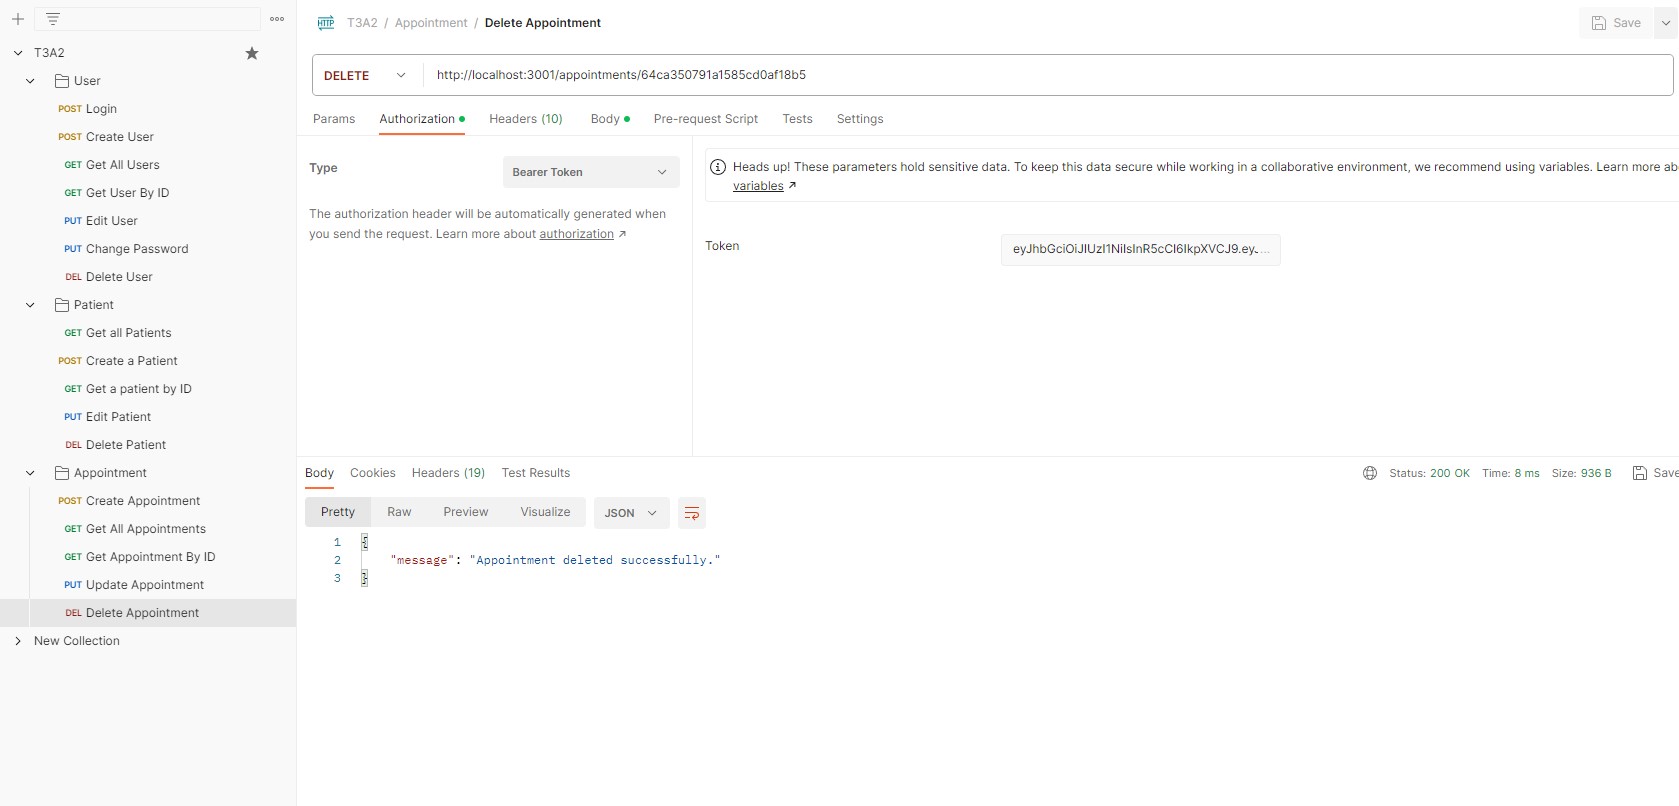 T3A2
User
POST Login
POST Create User
GET Get All Users
GET Get User By ID
PUT Edit User
PUT Change Password
DEL Delete User
Patient
GET Get all Patients
POST Create a Patient
GET Get a patient by ID
PUT Edit Patient
DEL Delete Patient
Appointment
POST Create Appointment
GET Get All Appointments
GET Get Appointment By ID
PUT Update Appointment
DEL Delete Appointment
New Collection
HTTP T3A2 / Appointment / Delete Appointment
Save
DELETE http://localhost:3001/appointments/64ca350791a1585cd0af18b5
Params Authorization Headers (10) Body Pre-request Script Tests Settings
Type Bearer Token
The authorization header will be automatically generated when
you send the request. Learn more about authorization ↗
Heads up! These parameters hold sensitive data. To keep this data secure while working in a collaborative environment, we recommend using variables. Learn more ab
variables ↗
Token eyJhbGciOiJIUzI1NiIsInR5cCI6IkpXVCJ9.eyJ...
Body Cookies Headers (19) Test Results
Status: 200 OK Time: 8 ms Size: 936 B Save
Pretty Raw Preview Visualize JSON
1 {
2 "message": "Appointment deleted successfully."
3 }